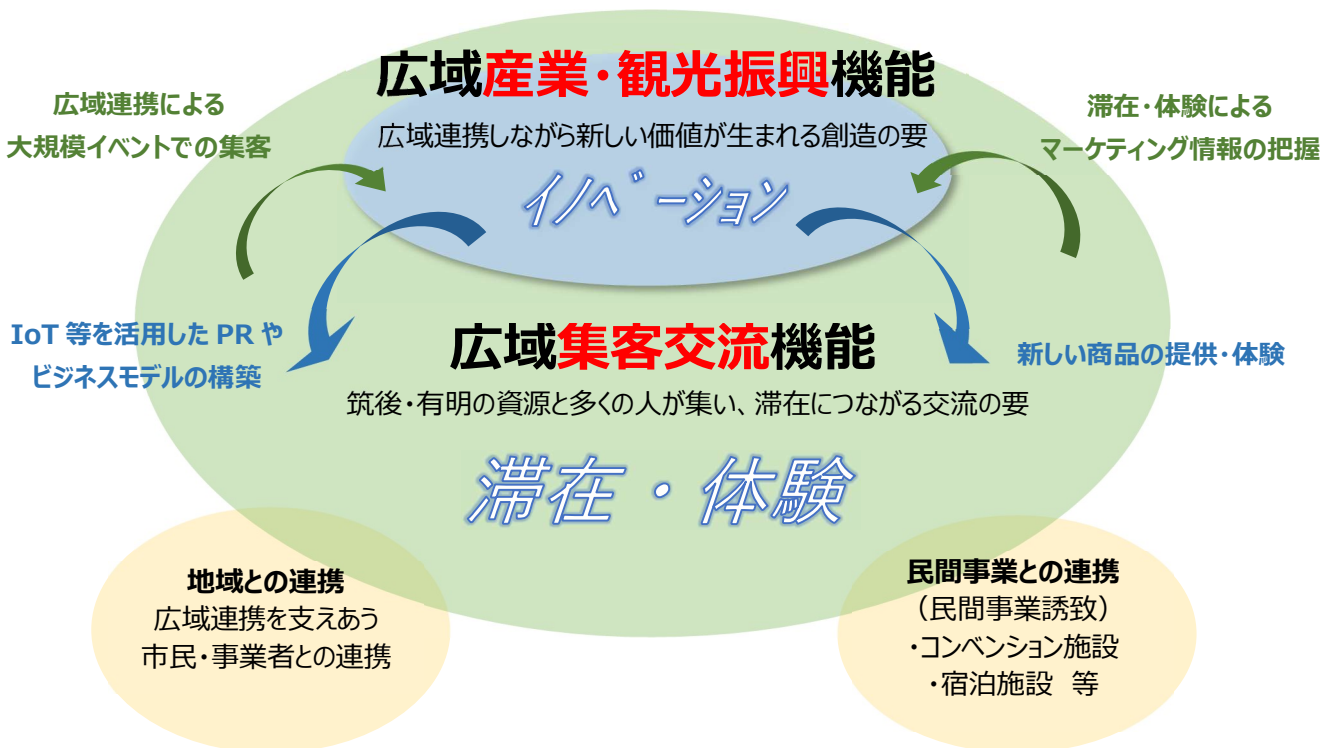 広域産業・観光振興機能
広域連携しながら新しい価値が生まれる創造の要
イノベーション
広域連携による
大規模イベントでの集客
滞在・体験による
マーケティング情報の把握
IoT 等を活用した PR や
ビジネスモデルの構築
新しい商品の提供・体験
広域集客交流機能
筑後・有明の資源と多くの人が集い、滞在につながる交流の要
滞在・体験
地域との連携
広域連携を支えあう
市民・事業者との連携
民間事業との連携
（民間事業誘致）
・コンベンション施設
・宿泊施設 等